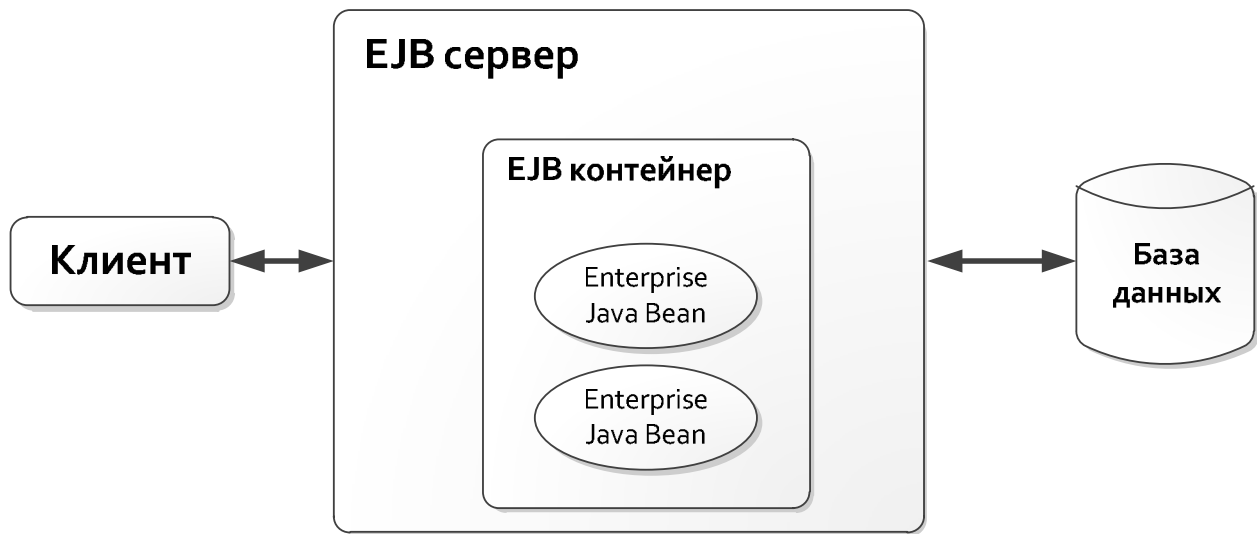 EJB сервер
EJB контейнер
Клиент
Enterprise
Java Bean
Enterprise
Java Bean
База
данных